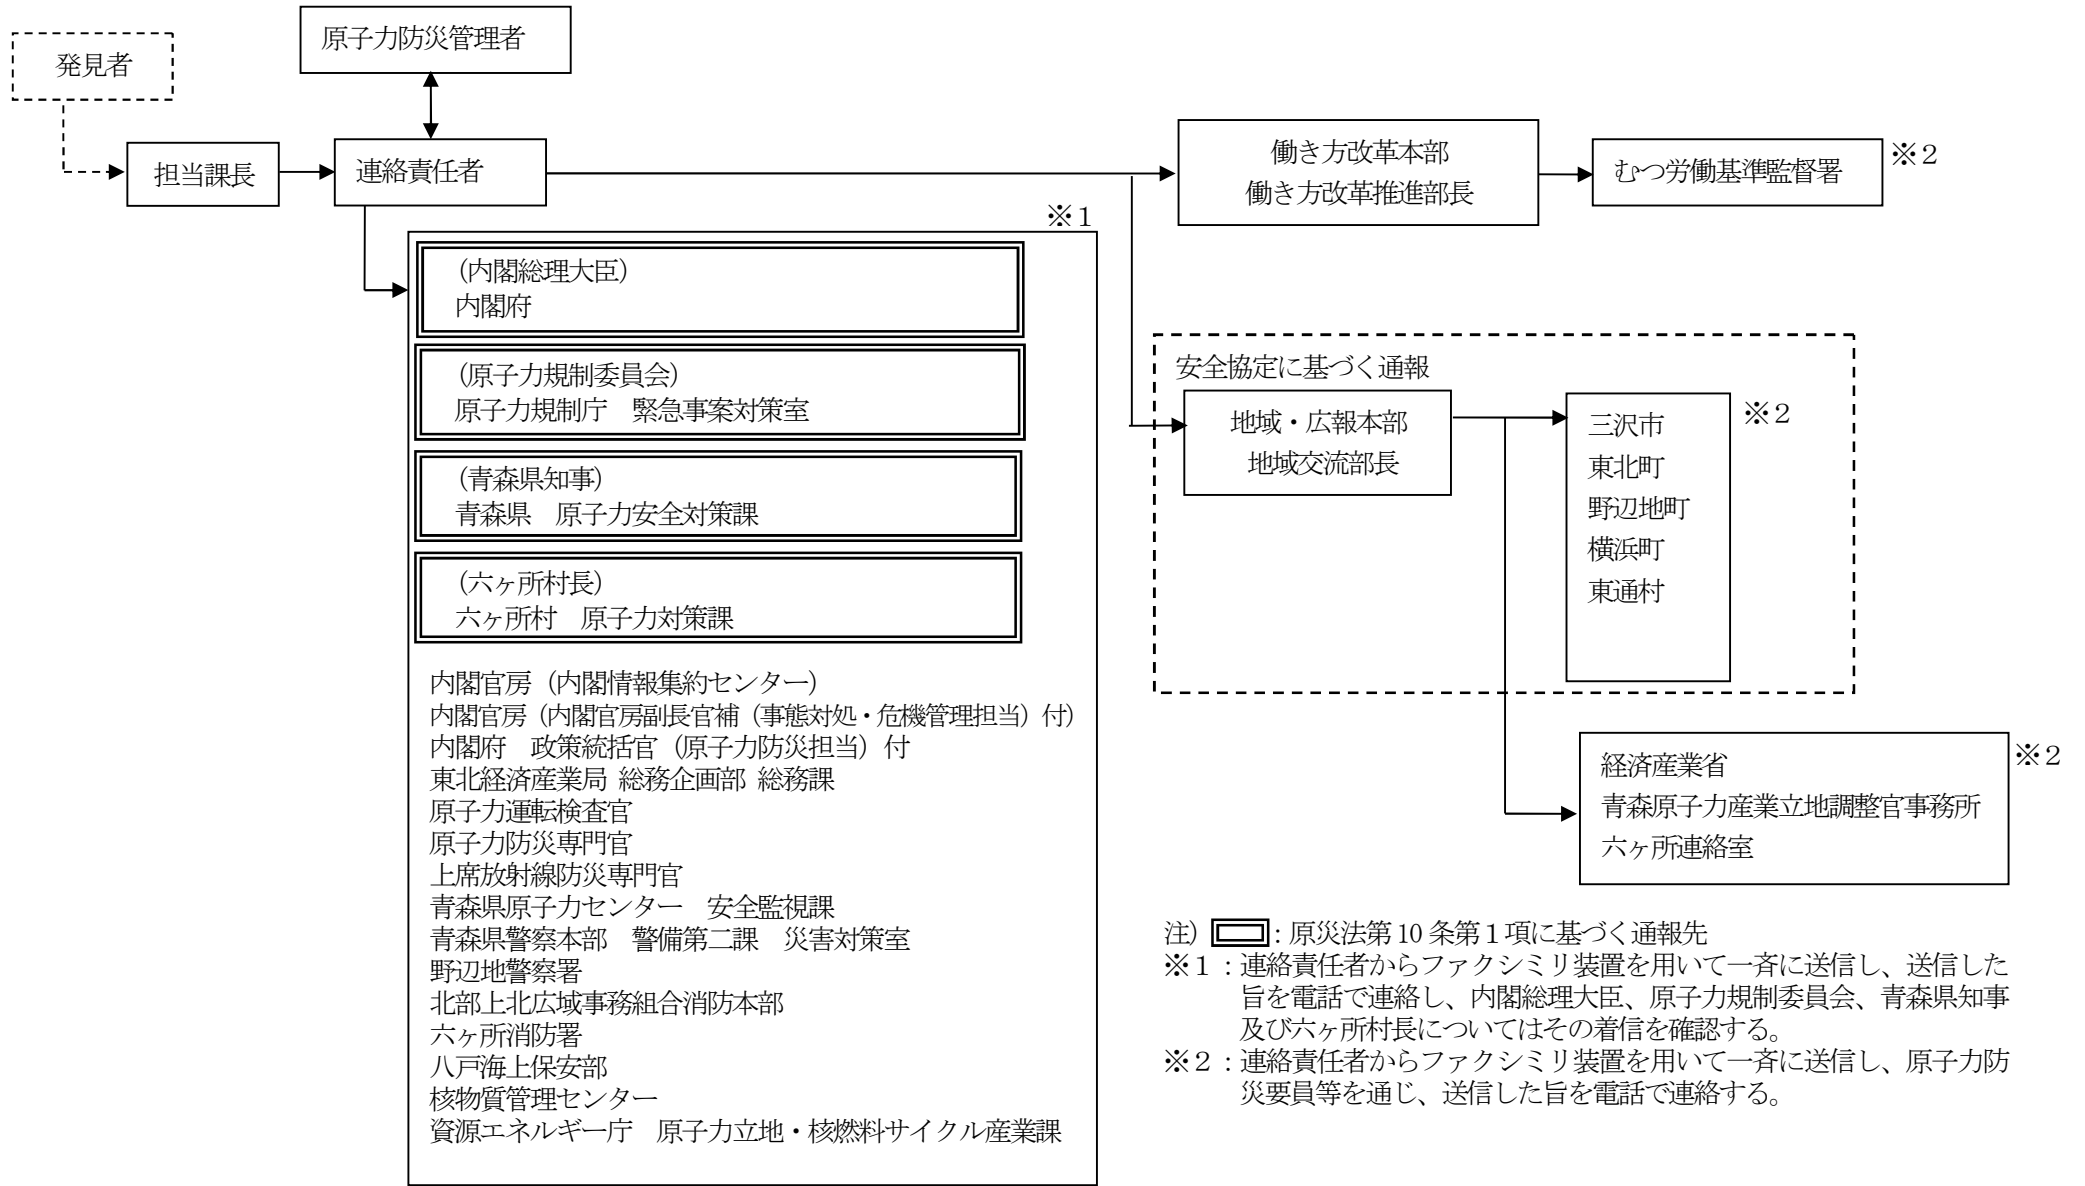 発見者
原子力防災管理者
担当課長
連絡責任者
働き方改革本部
働き方改革推進部長
むつ労働基準監督署
※2
※1
(内閣総理大臣)
内閣府
(原子力規制委員会)
原子力規制庁　緊急事案対策室
(青森県知事)
青森県　原子力安全対策課
(六ヶ所村長)
六ヶ所村　原子力対策課
内閣官房（内閣情報集約センター）
内閣官房（内閣官房副長官補（事態対処・危機管理担当）付）
内閣府　政策統括官（原子力防災担当）付
東北経済産業局 総務企画部 総務課
原子力運転検査官
原子力防災専門官
上席放射線防災専門官
青森県原子力センター　安全監視課
青森県警察本部　警備第二課　災害対策室
野辺地警察署
北部上北広域事務組合消防本部
六ヶ所消防署
八戸海上保安部
核物質管理センター
資源エネルギー庁　原子力立地・核燃料サイクル産業課
安全協定に基づく通報
地域・広報本部
地域交流部長
三沢市
東北町
野辺地町
横浜町
東通村
※2
経済産業省
青森原子力産業立地調整官事務所
六ヶ所連絡室
※2
注）：原災法第10条第１項に基づく通報先
※1：連絡責任者からファクシミリ装置を用いて一斉に送信し、送信した
旨を電話で連絡し、内閣総理大臣、原子力規制委員会、青森県知事
及び六ヶ所村長についてはその着信を確認する。
※2：連絡責任者からファクシミリ装置を用いて一斉に送信し、原子力防
災要員等を通じ、送信した旨を電話で連絡する。